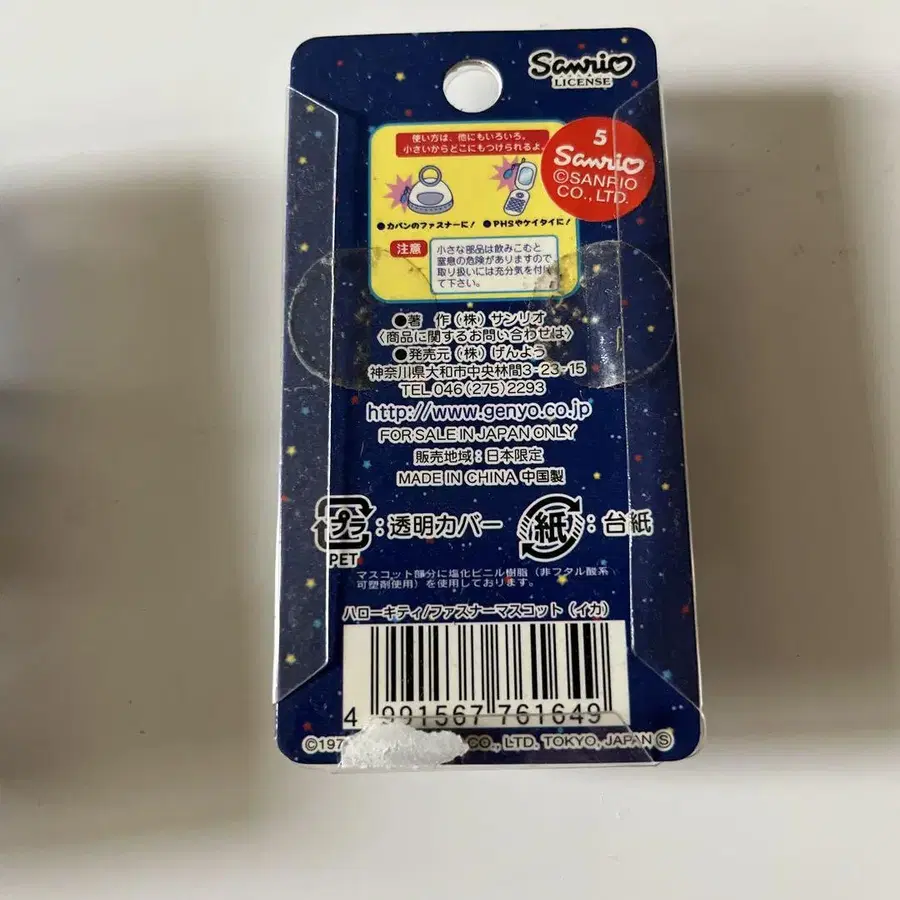 Sanrio
LICENSE
使い方は、他にもいろいろ。
小さいからどこにもつけられるよ。
5
Sanrio
©SANRIO
CO., LTD.
●カバンのファスナーに! ●PHSやケイタイに!
注意
小さな部品は飲みこむと
窒息の危険がありますので
取り扱いには充分気を付け
て下さい。
●著 作(株)サンリオ
〈商品に関するお問い合わせは〉
●発売元(株)げんよう
神奈川県大和市中央林間3-23-15
TEL 046(275)2293
http://www.genyo.co.jp
FOR SALE IN JAPAN ONLY
販売地域:日本限定
MADE IN CHINA 中国製
プラ:透明カバー 紙:台紙
PET
マスコット部分に塩化ビニル樹脂(非フタル酸系
可塑剤使用)を使用しております。
ハローキティ/ファスナーマスコット(イカ)
4 991567 761649
©197 CO., LTD. TOKYO, JAPAN Ⓢ